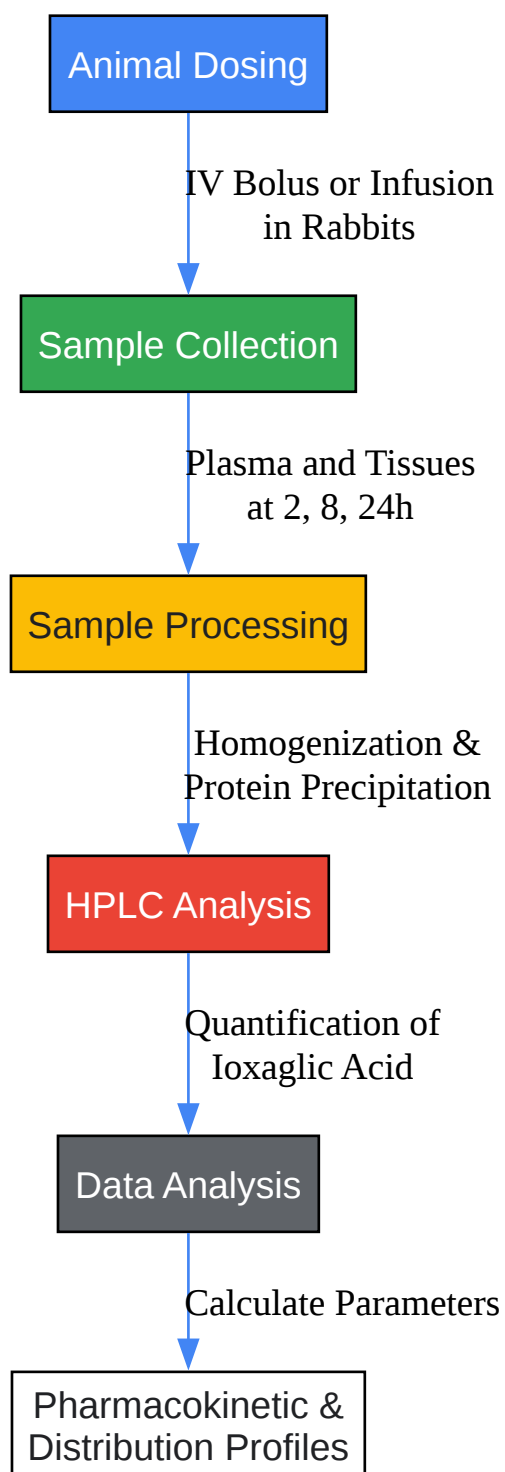 Animal Dosing
IV Bolus or Infusion
in Rabbits
Sample Collection
Plasma and Tissues
at 2, 8, 24h
Sample Processing
Homogenization &
Protein Precipitation
HPLC Analysis
Quantification of
Ioxaglic Acid
Data Analysis
Calculate Parameters
Pharmacokinetic &
Distribution Profiles